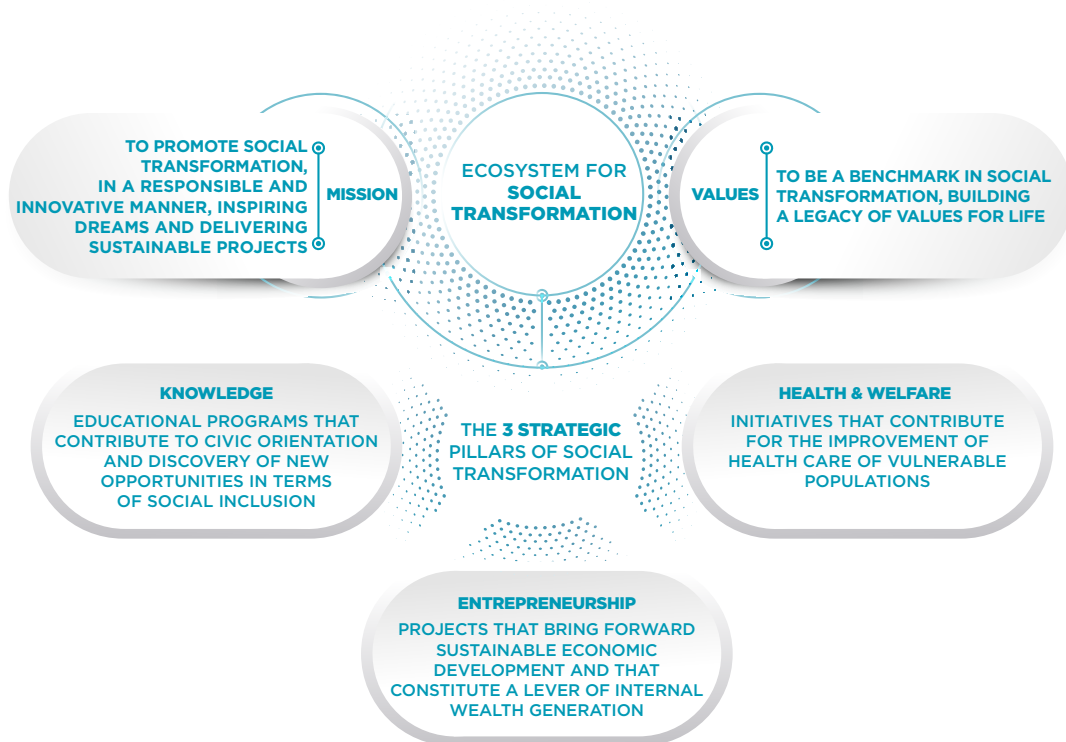 TO PROMOTE SOCIAL
TRANSFORMATION,
IN A RESPONSIBLE AND
INNOVATIVE MANNER, INSPIRING
DREAMS AND DELIVERING
SUSTAINABLE PROJECTS
MISSION
ECOSYSTEM FOR
SOCIAL
TRANSFORMATION
VALUES
TO BE A BENCHMARK IN SOCIAL
TRANSFORMATION, BUILDING
A LEGACY OF VALUES FOR LIFE
KNOWLEDGE
EDUCATIONAL PROGRAMS THAT
CONTRIBUTE TO CIVIC ORIENTATION
AND DISCOVERY OF NEW
OPPORTUNITIES IN TERMS
OF SOCIAL INCLUSION
THE 3 STRATEGIC
PILLARS OF SOCIAL
TRANSFORMATION
HEALTH & WELFARE
INITIATIVES THAT CONTRIBUTE
FOR THE IMPROVEMENT OF
HEALTH CARE OF VULNERABLE
POPULATIONS
ENTREPRENEURSHIP
PROJECTS THAT BRING FORWARD
SUSTAINABLE ECONOMIC
DEVELOPMENT AND THAT
CONSTITUTE A LEVER OF INTERNAL
WEALTH GENERATION